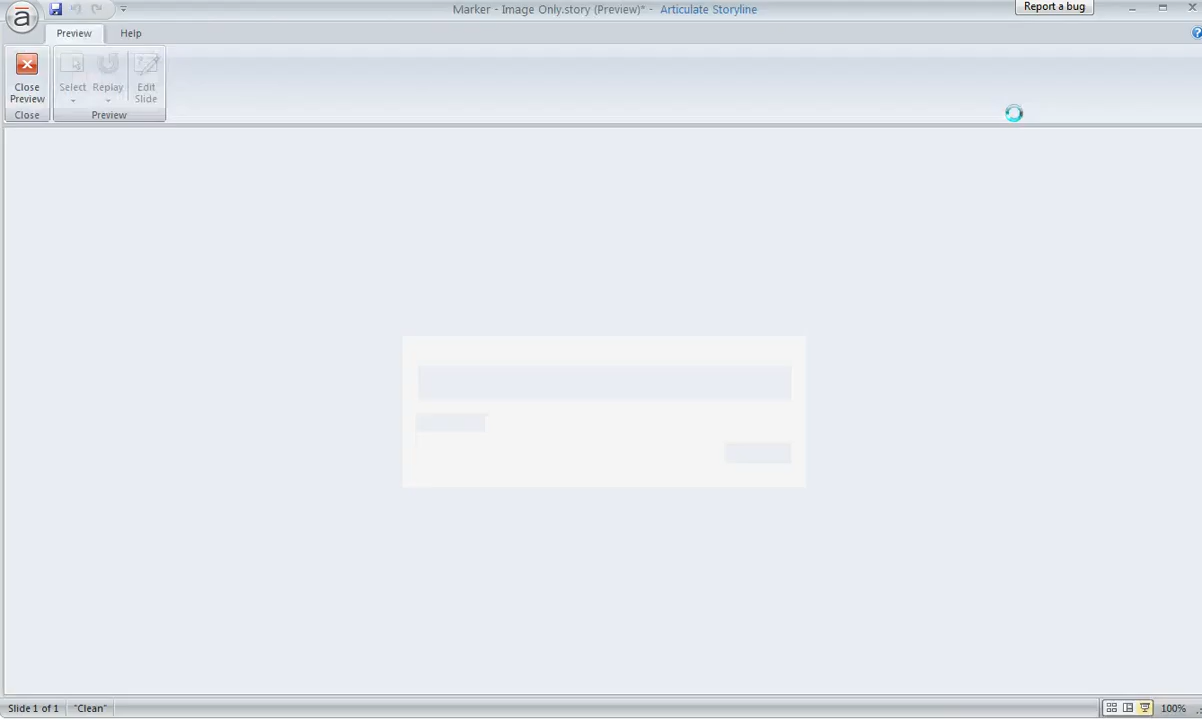 Marker - Image Only.story (Preview)* - Articulate Storyline
Report a bug
Preview Help
Close Preview
Select
Replay
Edit Slide
Close
Preview
Slide 1 of 1 "Clean"
100%